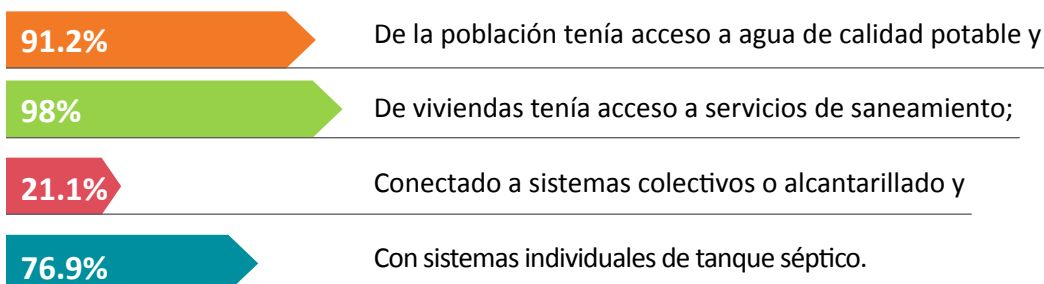 91.2% De la población tenía acceso a agua de calidad potable y
98% De viviendas tenía acceso a servicios de saneamiento;
21.1% Conectado a sistemas colectivos o alcantarillado y
76.9% Con sistemas individuales de tanque séptico.